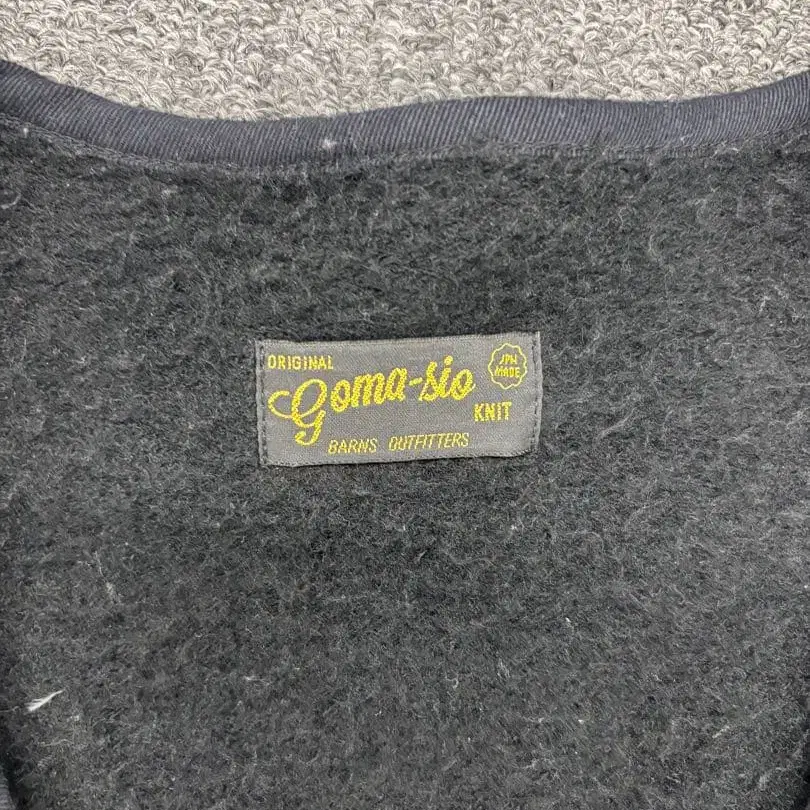 ORIGINAL
Goma-sio
JPN
MADE
KNIT
BARNS OUTFITTERS